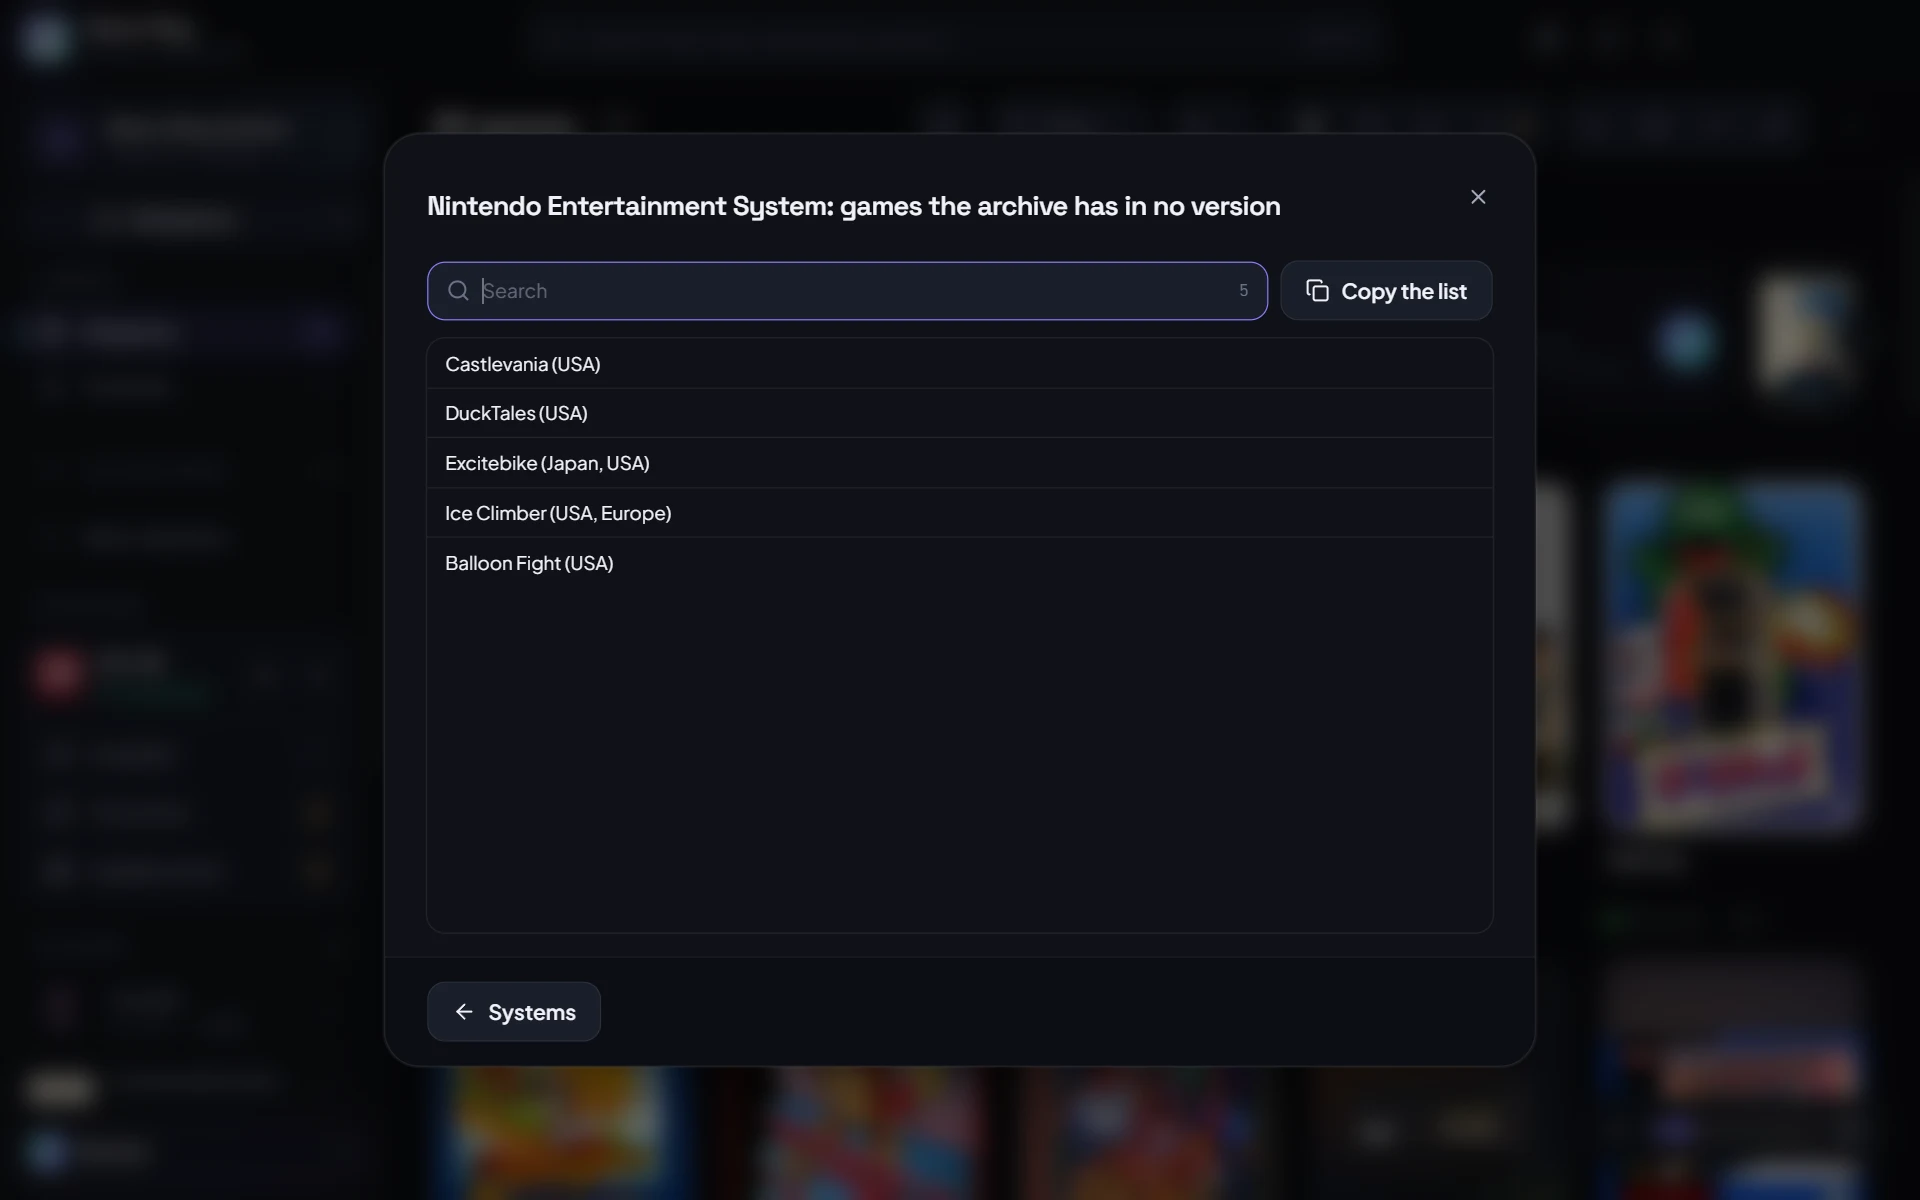 Nintendo Entertainment System: games the archive has in no version
Search
5
Copy the list
Castlevania (USA)
DuckTales (USA)
Excitebike (Japan, USA)
Ice Climber (USA, Europe)
Balloon Fight (USA)
Systems